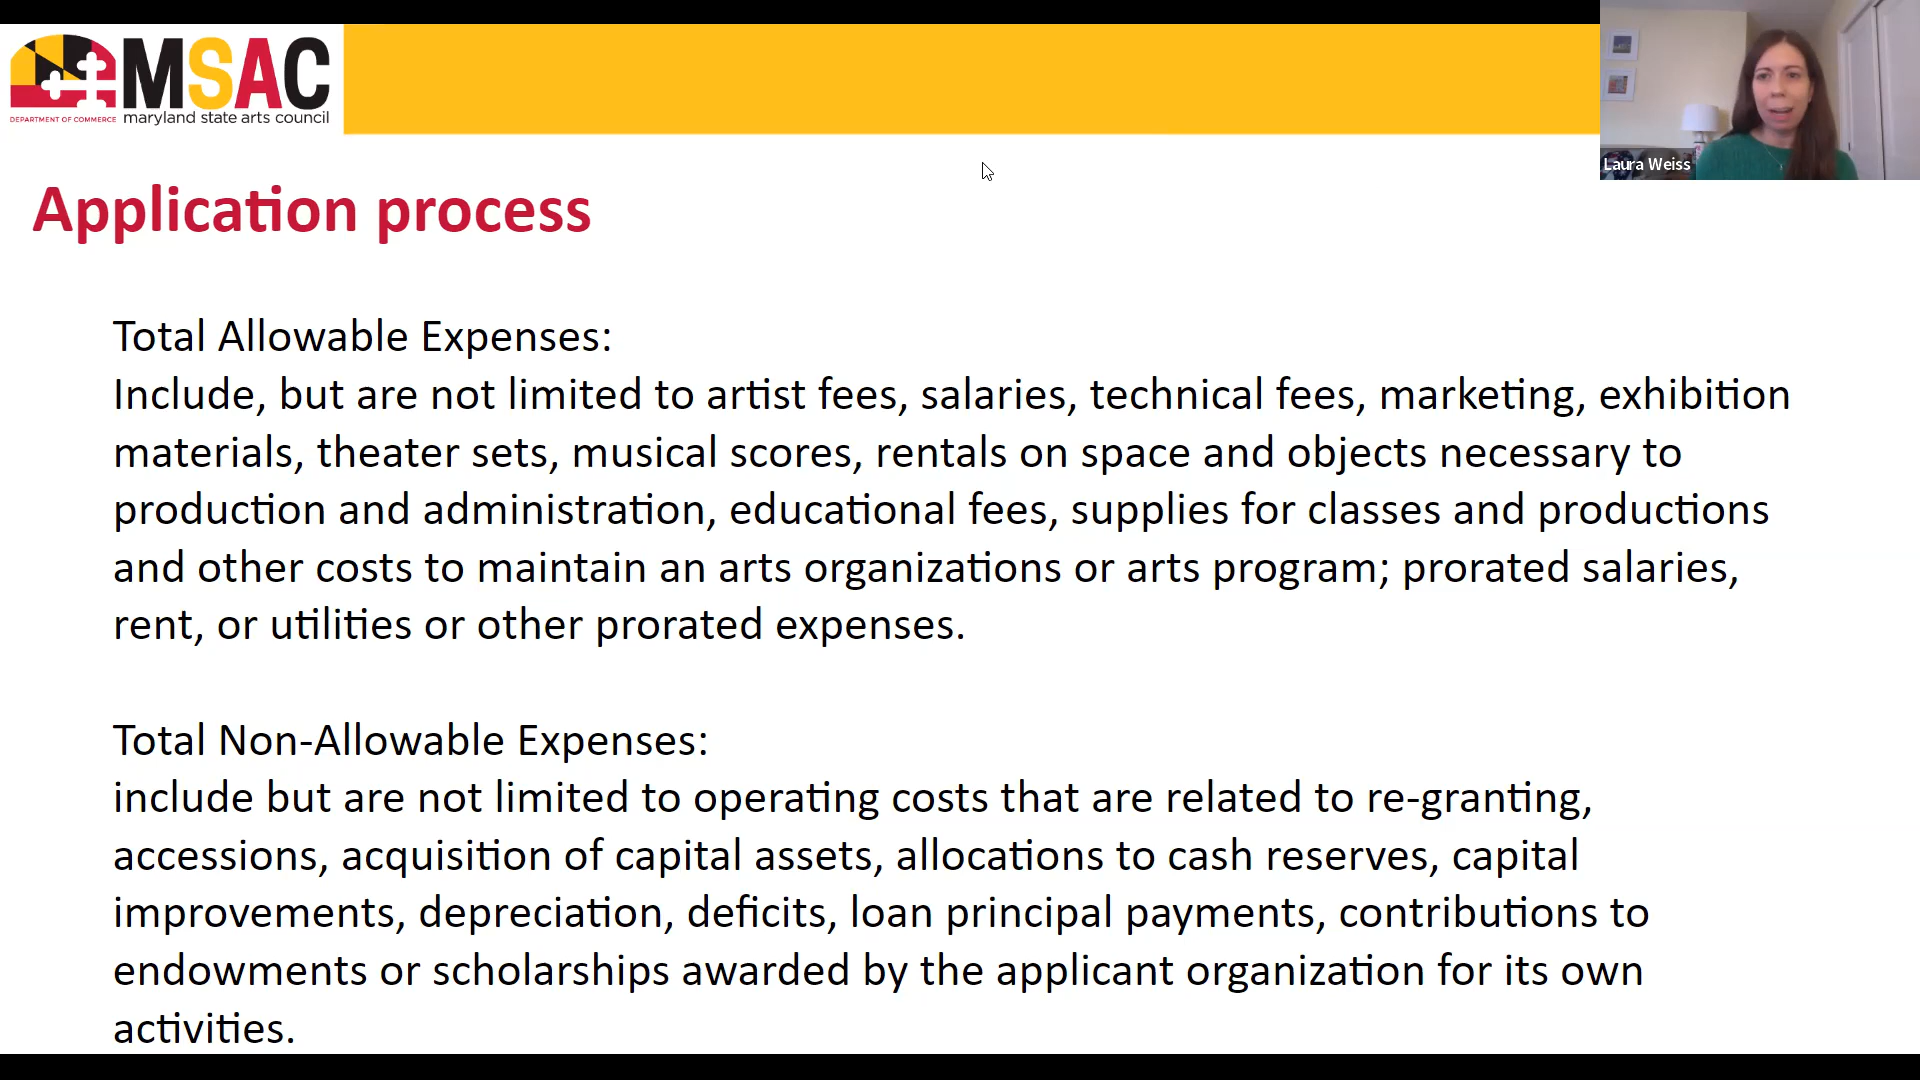 MSAC
DEPARTMENT OF COMMERCE maryland state arts council
Laura Weiss
Application process
Total Allowable Expenses:
Include, but are not limited to artist fees, salaries, technical fees, marketing, exhibition
materials, theater sets, musical scores, rentals on space and objects necessary to
production and administration, educational fees, supplies for classes and productions
and other costs to maintain an arts organizations or arts program; prorated salaries,
rent, or utilities or other prorated expenses.
Total Non-Allowable Expenses:
include but are not limited to operating costs that are related to re-granting,
accessions, acquisition of capital assets, allocations to cash reserves, capital
improvements, depreciation, deficits, loan principal payments, contributions to
endowments or scholarships awarded by the applicant organization for its own
activities.